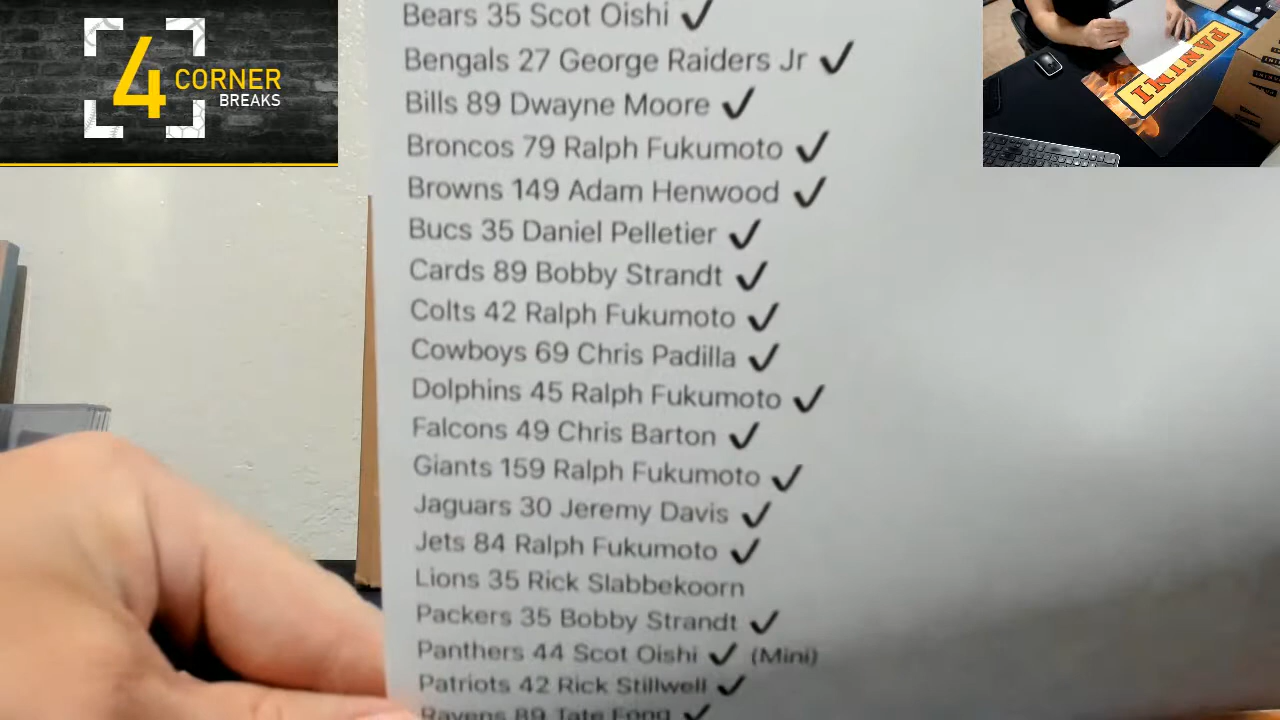 4 CORNER
BREAKS
PANINI
Bears 35 Scot Oishi ✓
Bengals 27 George Raiders Jr ✓
Bills 89 Dwayne Moore ✓
Broncos 79 Ralph Fukumoto ✓
Browns 149 Adam Henwood ✓
Bucs 35 Daniel Pelletier ✓
Cards 89 Bobby Strandt ✓
Colts 42 Ralph Fukumoto ✓
Cowboys 69 Chris Padilla ✓
Dolphins 45 Ralph Fukumoto ✓
Falcons 49 Chris Barton ✓
Giants 159 Ralph Fukumoto ✓
Jaguars 30 Jeremy Davis ✓
Jets 84 Ralph Fukumoto ✓
Lions 35 Rick Slabbekoorn
Packers 35 Bobby Strandt ✓
Panthers 44 Scot Oishi ✓ (Mini)
Patriots 42 Rick Stillwell ✓
Ravens 89 Tate Fong ✓